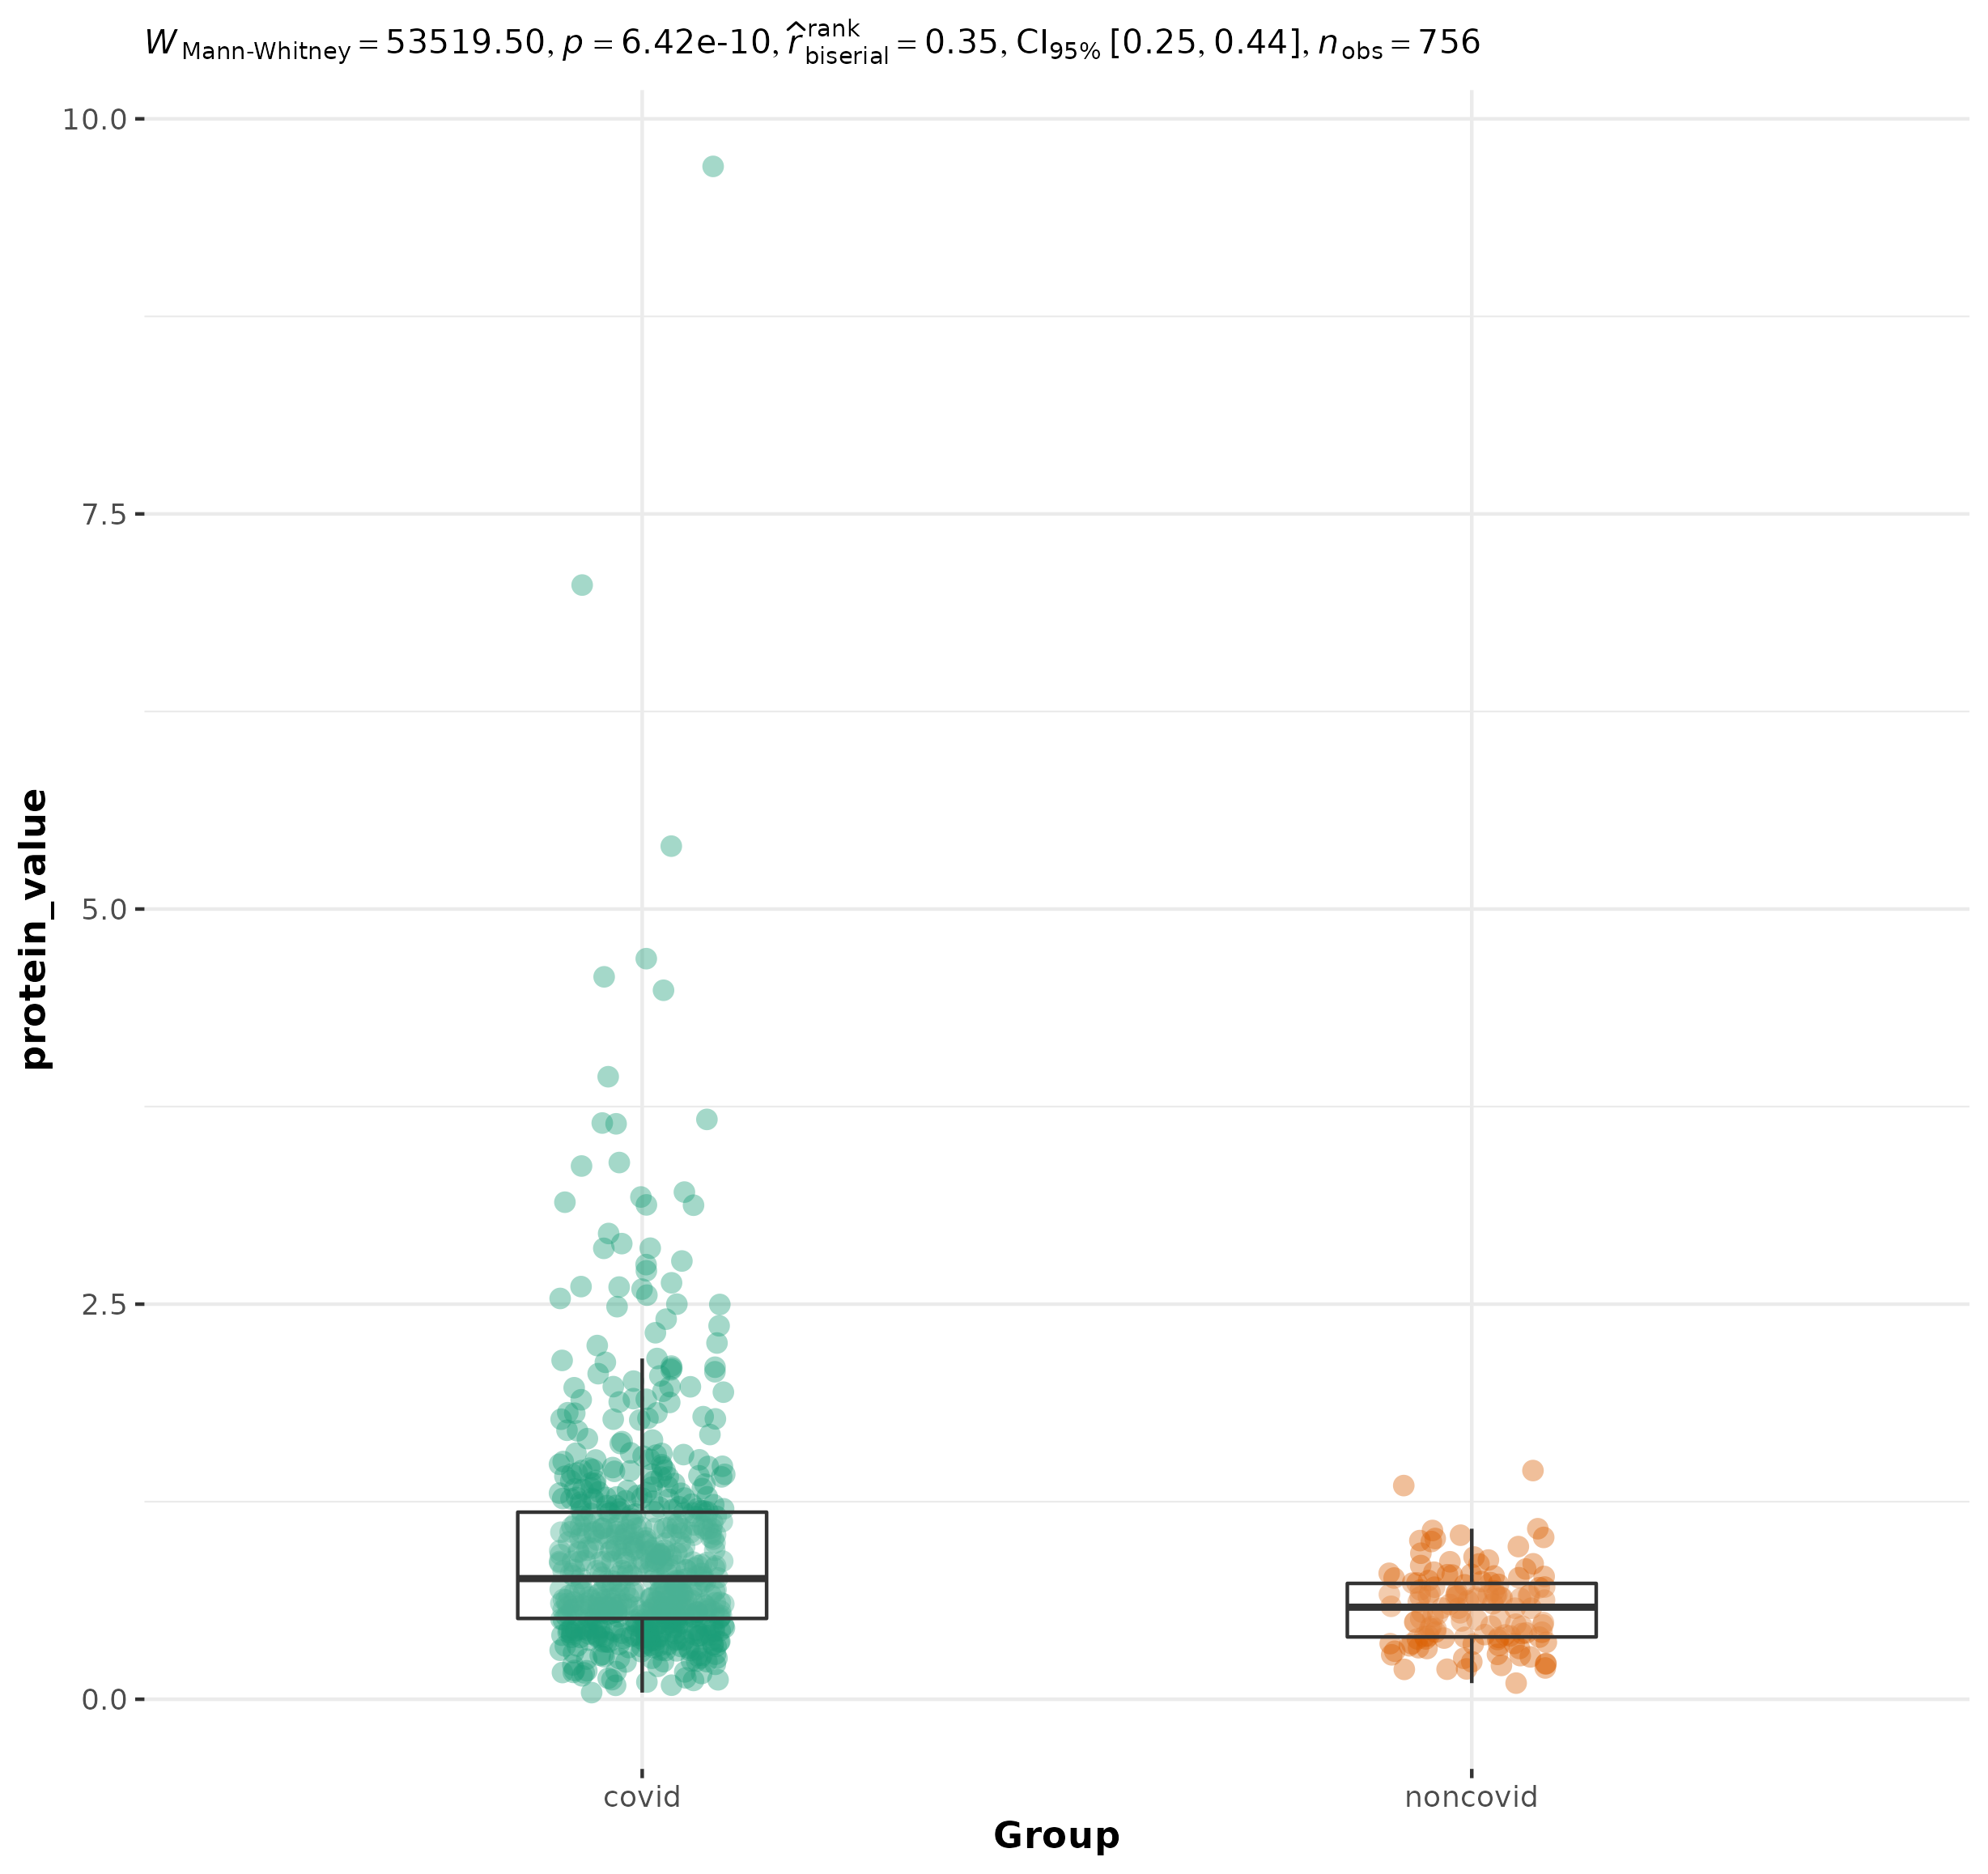 W Mann-Whitney = 53519.50, p = 6.42e-10, r̂ rank biserial = 0.35, CI95% [0.25, 0.44], nobs = 756
10.0
7.5
5.0
2.5
0.0
protein_value
covid
noncovid
Group